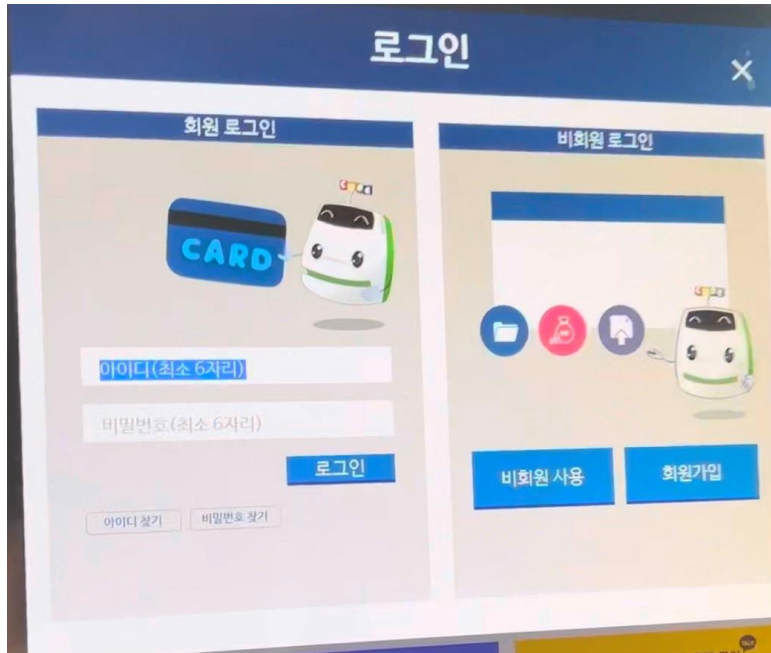 로그인
회원 로그인
CARD
아이디(최소 6자리)
비밀번호(최소 6자리)
로그인
아이디 찾기
비밀번호 찾기
비회원 로그인
비회원 사용
회원가입